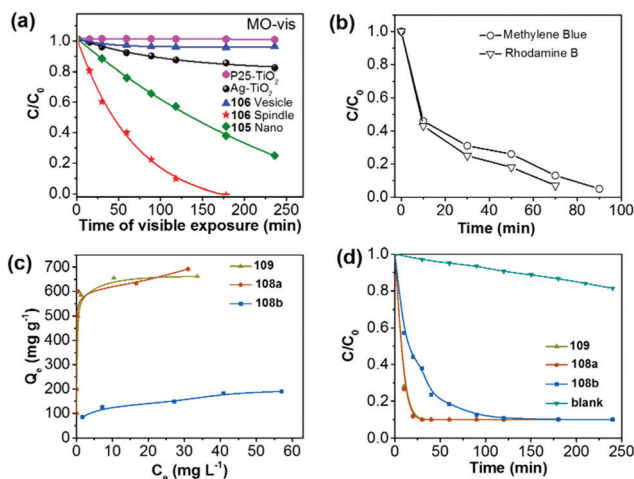 (a)
MO-vis
C/C0
1.0
0.8
0.6
0.4
0.2
0.0
P25-TiO2
Ag-TiO2
106 Vesicle
106 Spindle
105 Nano
0 60 120 180 240
Time of visible exposure (min)
(b)
C/C0
1.0
0.8
0.6
0.4
0.2
0.0
Methylene Blue
Rhodamine B
0 20 40 60 80 100
Time (min)
(c)
Qe (mg g-1)
700
600
500
400
300
200
100
0
109
108a
108b
0 10 20 30 40 50 60
Ce (mg L-1)
(d)
C/C0
1.0
0.8
0.6
0.4
0.2
0.0
109
108a
108b
blank
0 50 100 150 200 250
Time (min)